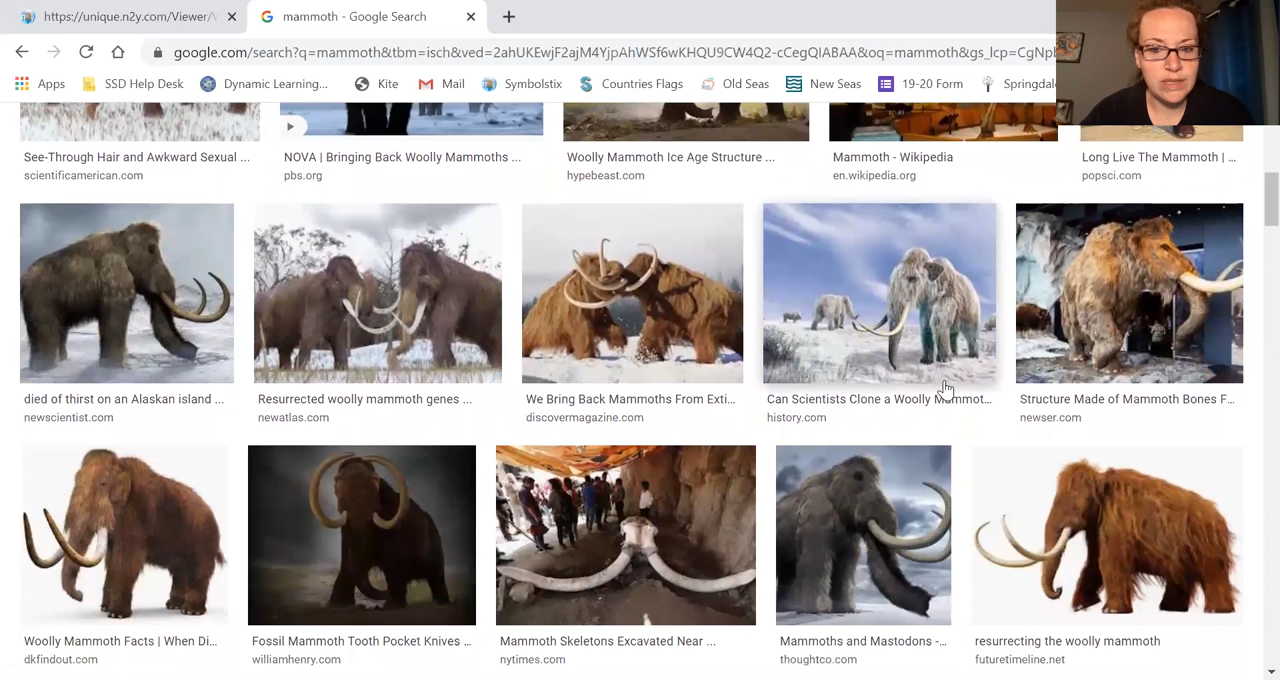 https://unique.n2y.com/Viewer/V
mammoth - Google Search
google.com/search?q=mammoth&tbm=isch&ved=2ahUKEwjF2ajM4YjpAhWSf6wKHQU9CW4Q2-cCegQIABAA&oq=mammoth&gs_lcp=CgNp
Apps SSD Help Desk Dynamic Learning... Kite Mail Symbolstix Countries Flags Old Seas New Seas 19-20 Form Springdale
See-Through Hair and Awkward Sexual ...
scientificamerican.com
NOVA | Bringing Back Woolly Mammoths ...
pbs.org
Woolly Mammoth Ice Age Structure ...
hypebeast.com
Mammoth - Wikipedia
en.wikipedia.org
Long Live The Mammoth | ...
popsci.com
died of thirst on an Alaskan island ...
newscientist.com
Resurrected woolly mammoth genes ...
newatlas.com
We Bring Back Mammoths From Exti...
discovermagazine.com
Can Scientists Clone a Woolly Mammot...
history.com
Structure Made of Mammoth Bones F...
newser.com
Woolly Mammoth Facts | When Di...
dkfindout.com
Fossil Mammoth Tooth Pocket Knives ...
williamhenry.com
Mammoth Skeletons Excavated Near ...
nytimes.com
Mammoths and Mastodons -...
thoughtco.com
resurrecting the woolly mammoth
futuretimeline.net